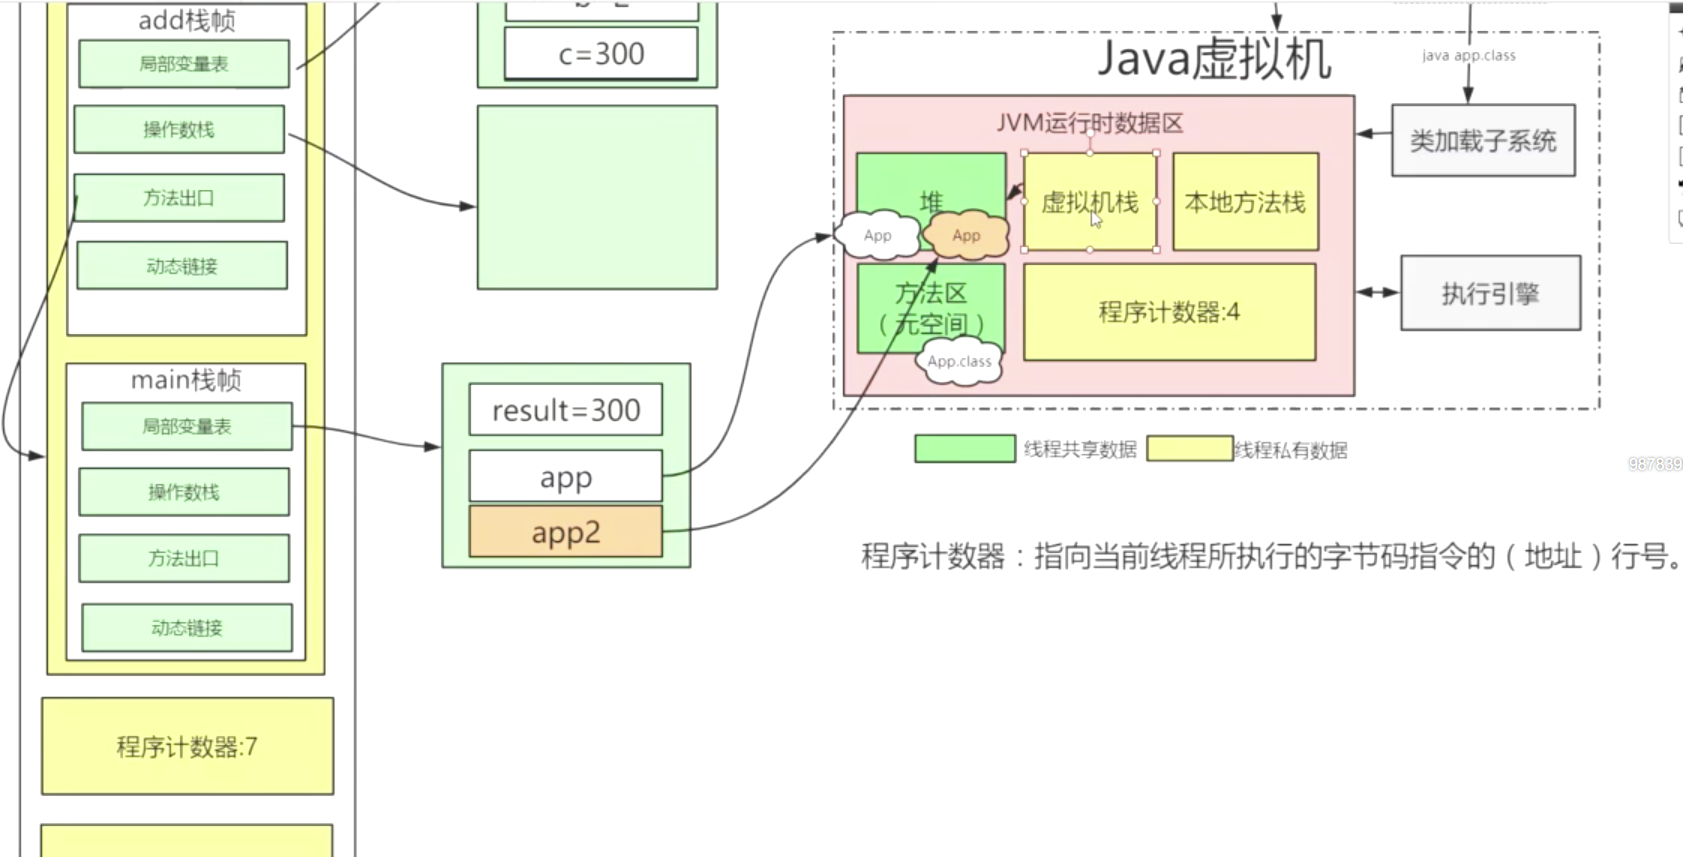 add栈帧
局部变量表
操作数栈
方法出口
动态链接
main栈帧
局部变量表
操作数栈
方法出口
动态链接
程序计数器:7
c=300
result=300
app
app2
Java虚拟机
java app.class
JVM运行时数据区
堆
虚拟机栈
本地方法栈
App
App
方法区
（元空间）
App.class
程序计数器:4
类加载子系统
执行引擎
线程共享数据
线程私有数据
987839
程序计数器：指向当前线程所执行的字节码指令的（地址）行号。